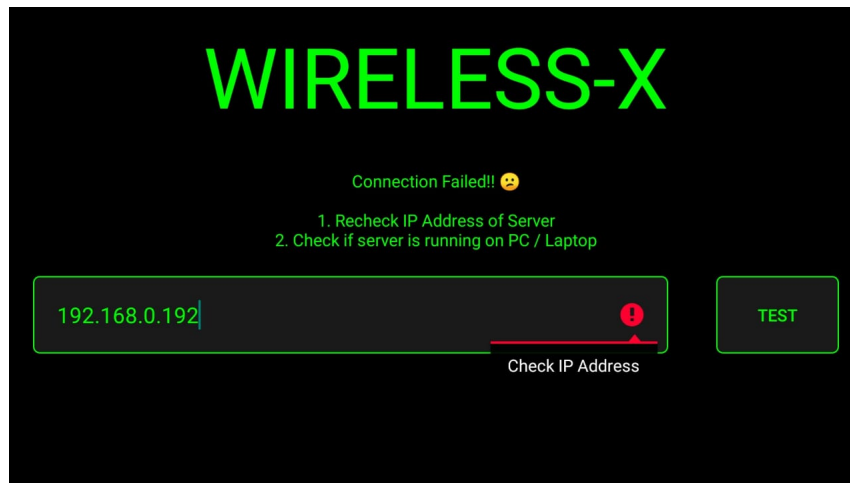 WIRELESS-X
Connection Failed!! 😕
1. Recheck IP Address of Server
2. Check if server is running on PC / Laptop
192.168.0.192
TEST
Check IP Address